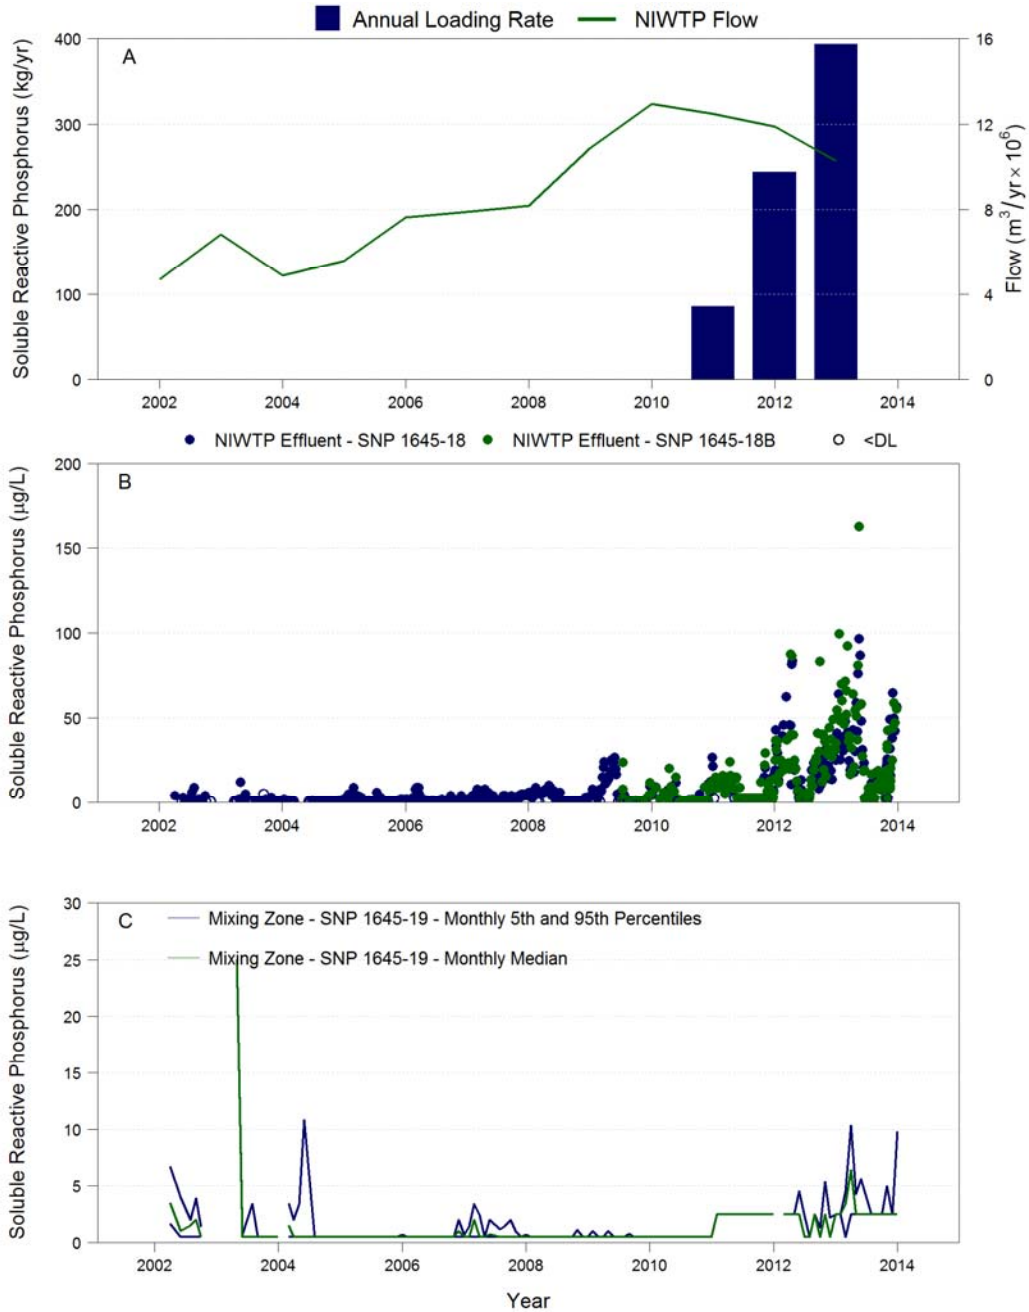 Annual Loading Rate NIWTP Flow
A
Soluble Reactive Phosphorus (kg/yr)
400
300
200
100
0
16
12
8
4
0
Flow (m³/yr × 10⁶)
2002 2004 2006 2008 2010 2012 2014
NIWTP Effluent - SNP 1645-18 NIWTP Effluent - SNP 1645-18B <DL
B
Soluble Reactive Phosphorus (µg/L)
200
150
100
50
0
2002 2004 2006 2008 2010 2012 2014
C
Mixing Zone - SNP 1645-19 - Monthly 5th and 95th Percentiles
Mixing Zone - SNP 1645-19 - Monthly Median
Soluble Reactive Phosphorus (µg/L)
30
25
20
15
10
5
0
2002 2004 2006 2008 2010 2012 2014
Year